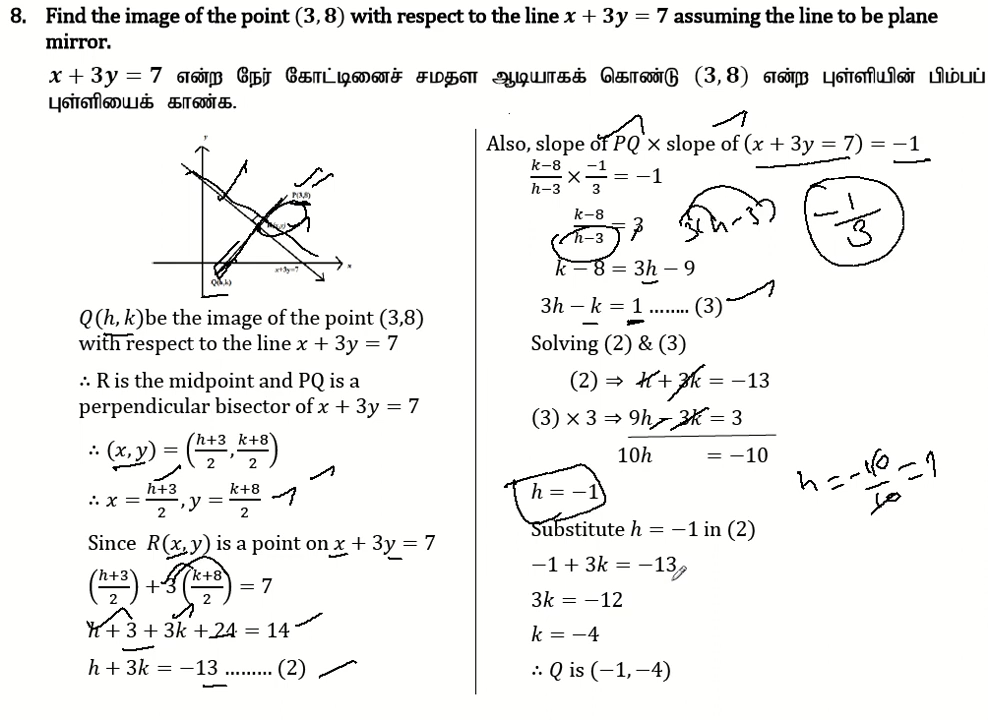 8. Find the image of the point (3, 8) with respect to the line x + 3y = 7 assuming the line to be plane
mirror.
x + 3y = 7 என்ற நேர் கோட்டினைச் சமதள ஆடியாகக் கொண்டு (3, 8) என்ற புள்ளியின் பிம்பப்
புள்ளியைக் காண்க.
Y
P(3,8)
x+3y=7
x
Q(h,k)
Q(h, k)be the image of the point (3,8)
with respect to the line x + 3y = 7
∴ R is the midpoint and PQ is a
perpendicular bisector of x + 3y = 7
∴ (x, y) = (h+3/2, k+8/2)
∴ x = h+3/2, y = k+8/2
Since R(x, y) is a point on x + 3y = 7
(h+3/2) + 3(k+8/2) = 7
h + 3 + 3k + 24 = 14
h + 3k = −13 ......... (2)
Also, slope of PQ × slope of (x + 3y = 7) = −1
k−8/h−3 × −1/3 = −1
k−8/h−3 = 3
3(h-3)
-1/3
k − 8 = 3h − 9
3h − k = 1 ........ (3)
Solving (2) & (3)
(2) ⇒ h + 3k = −13
(3) × 3 ⇒ 9h − 3k = 3
10h = −10
h = −1
h = -10/10 = 1
Substitute h = −1 in (2)
−1 + 3k = −13
3k = −12
k = −4
∴ Q is (−1, −4)